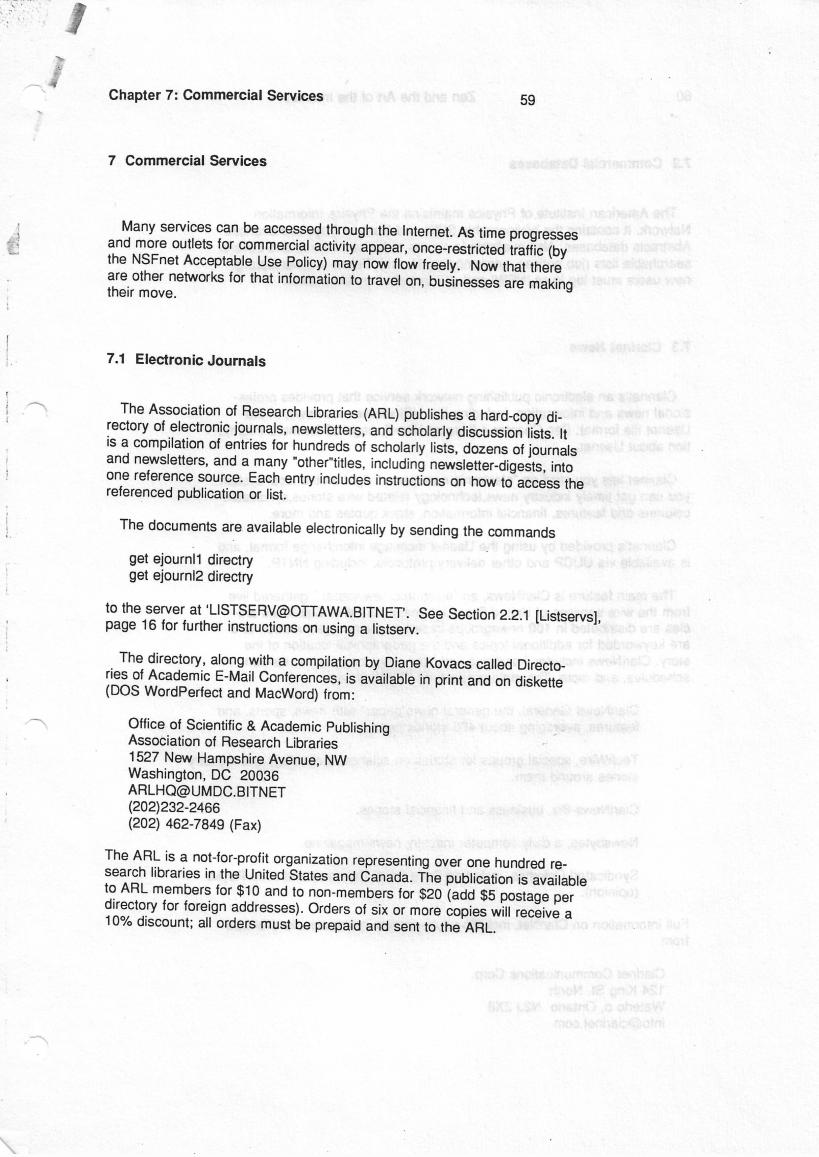 Chapter 7: Commercial Services 59
7 Commercial Services
Many services can be accessed through the Internet. As time progresses
and more outlets for commercial activity appear, once-restricted traffic (by
the NSFnet Acceptable Use Policy) may now flow freely. Now that there
are other networks for that information to travel on, businesses are making
their move.
7.1 Electronic Journals
The Association of Research Libraries (ARL) publishes a hard-copy di-
rectory of electronic journals, newsletters, and scholarly discussion lists. It
is a compilation of entries for hundreds of scholarly lists, dozens of journals
and newsletters, and a many "other"titles, including newsletter-digests, into
one reference source. Each entry includes instructions on how to access the
referenced publication or list.
The documents are available electronically by sending the commands
get ejournl1 directry
get ejournl2 directry
to the server at 'LISTSERV@OTTAWA.BITNET'. See Section 2.2.1 [Listservs],
page 16 for further instructions on using a listserv.
The directory, along with a compilation by Diane Kovacs called Directo-
ries of Academic E-Mail Conferences, is available in print and on diskette
(DOS WordPerfect and MacWord) from:
Office of Scientific & Academic Publishing
Association of Research Libraries
1527 New Hampshire Avenue, NW
Washington, DC 20036
ARLHQ@UMDC.BITNET
(202)232-2466
(202) 462-7849 (Fax)
The ARL is a not-for-profit organization representing over one hundred re-
search libraries in the United States and Canada. The publication is available
to ARL members for $10 and to non-members for $20 (add $5 postage per
directory for foreign addresses). Orders of six or more copies will receive a
10% discount; all orders must be prepaid and sent to the ARL.